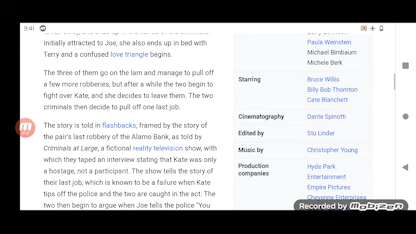 9:41
Initially attracted to Joe, she also ends up in bed with
Terry and a confused love triangle begins.
The three of them go on the lam and manage to pull off
a few more robberies, but after a while the two begin to
fight over Kate, and she decides to leave them. The two
criminals then decide to pull off one last job.
The story is told in flashbacks, framed by the story of
the pair's last robbery of the Alamo Bank, as told by
Criminals at Large, a fictional reality television show, with
which they taped an interview stating that Kate was only
a hostage, not a participant. The show tells the story of
their last job, which is known to be a failure when Kate
tips off the police and the two are caught in the act. The
two then begin to argue when Joe tells the police "You
Paula Weinstein
Michael Birnbaum
Michele Berk
Starring
Bruce Willis
Billy Bob Thornton
Cate Blanchett
Cinematography
Dante Spinotti
Edited by
Stu Linder
Music by
Christopher Young
Production
companies
Hyde Park
Entertainment
Empire Pictures
Cheyenne Enterprises
Recorded by Mobizen